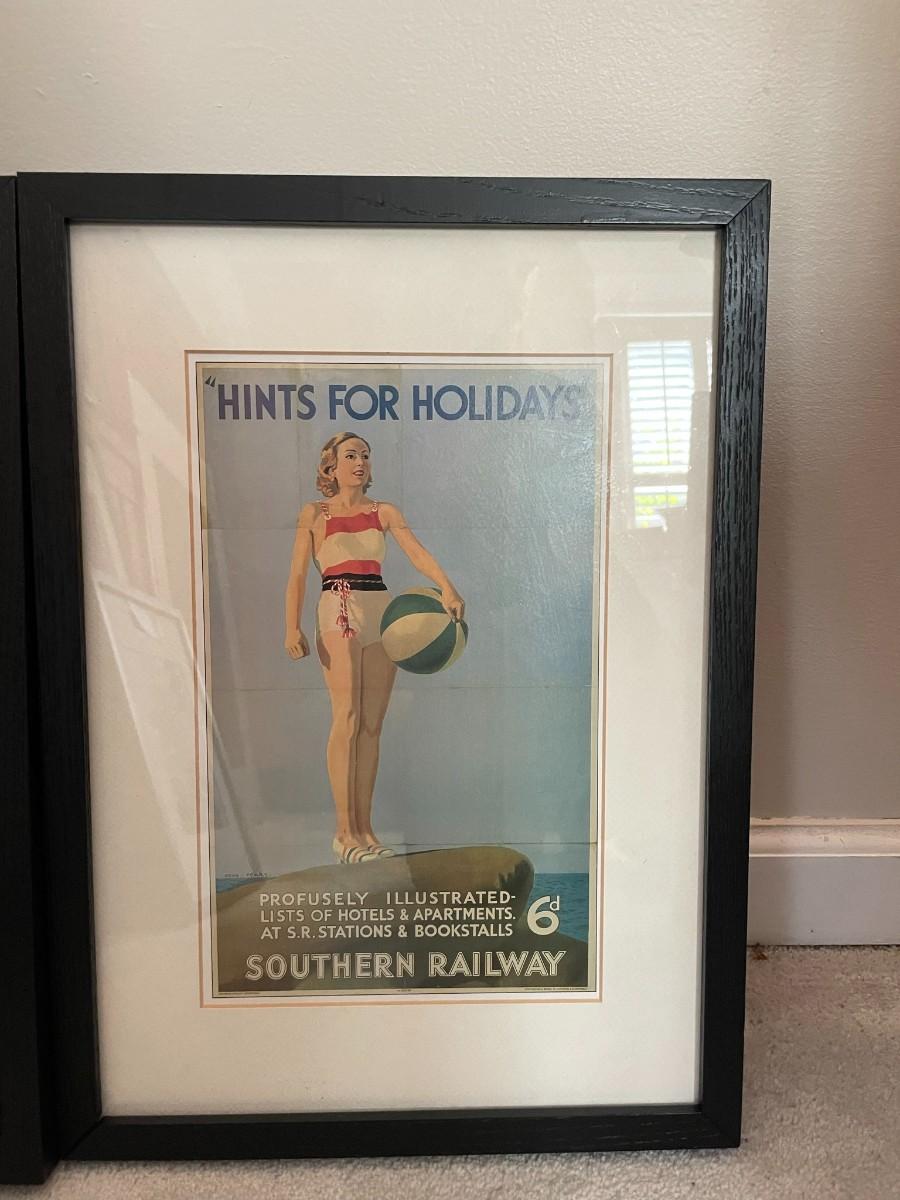 "HINTS FOR HOLIDAYS"
PROFUSELY ILLUSTRATED-
LISTS OF HOTELS & APARTMENTS.
AT S.R. STATIONS & BOOKSTALLS
6d
SOUTHERN RAILWAY